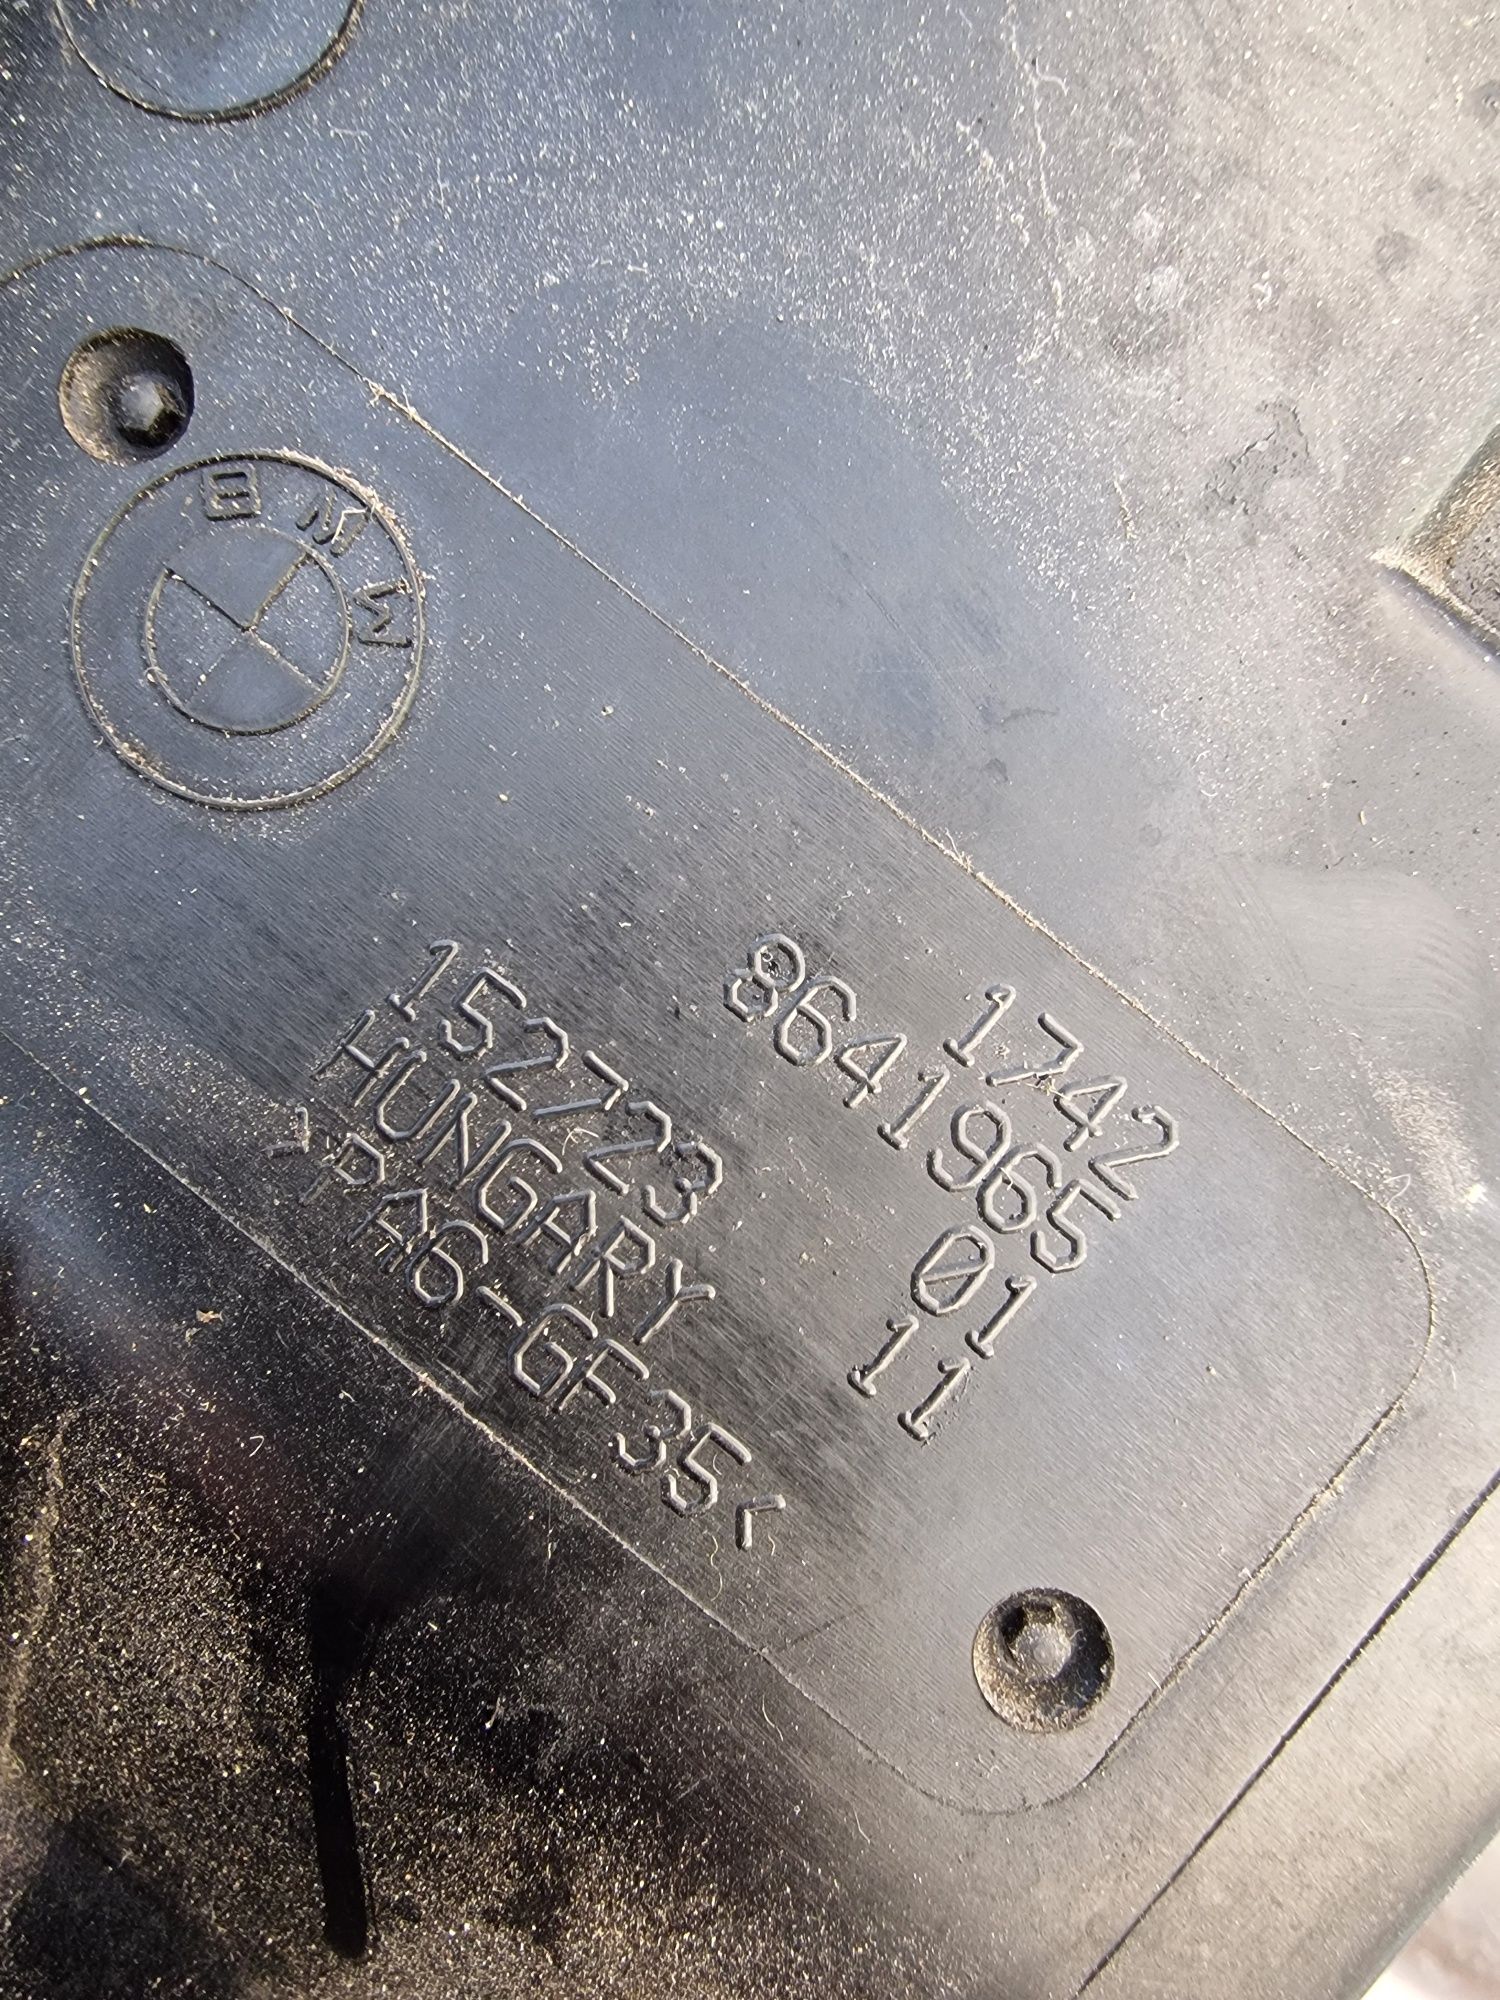 BMW
1742
8641965
01
11
152723
HUNGARY
>PA6-GF35<